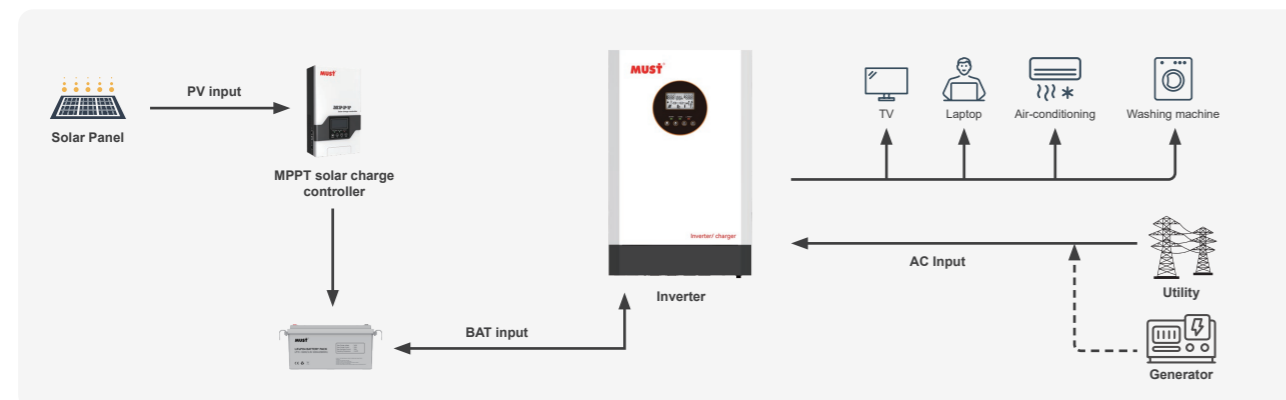 PV input
Solar Panel
MUST
MPPT
MPPT solar charge
controller
MUST
Inverter/ charger
Inverter
TV
Laptop
Air-conditioning
Washing machine
AC Input
Utility
Generator
BAT input
MUST